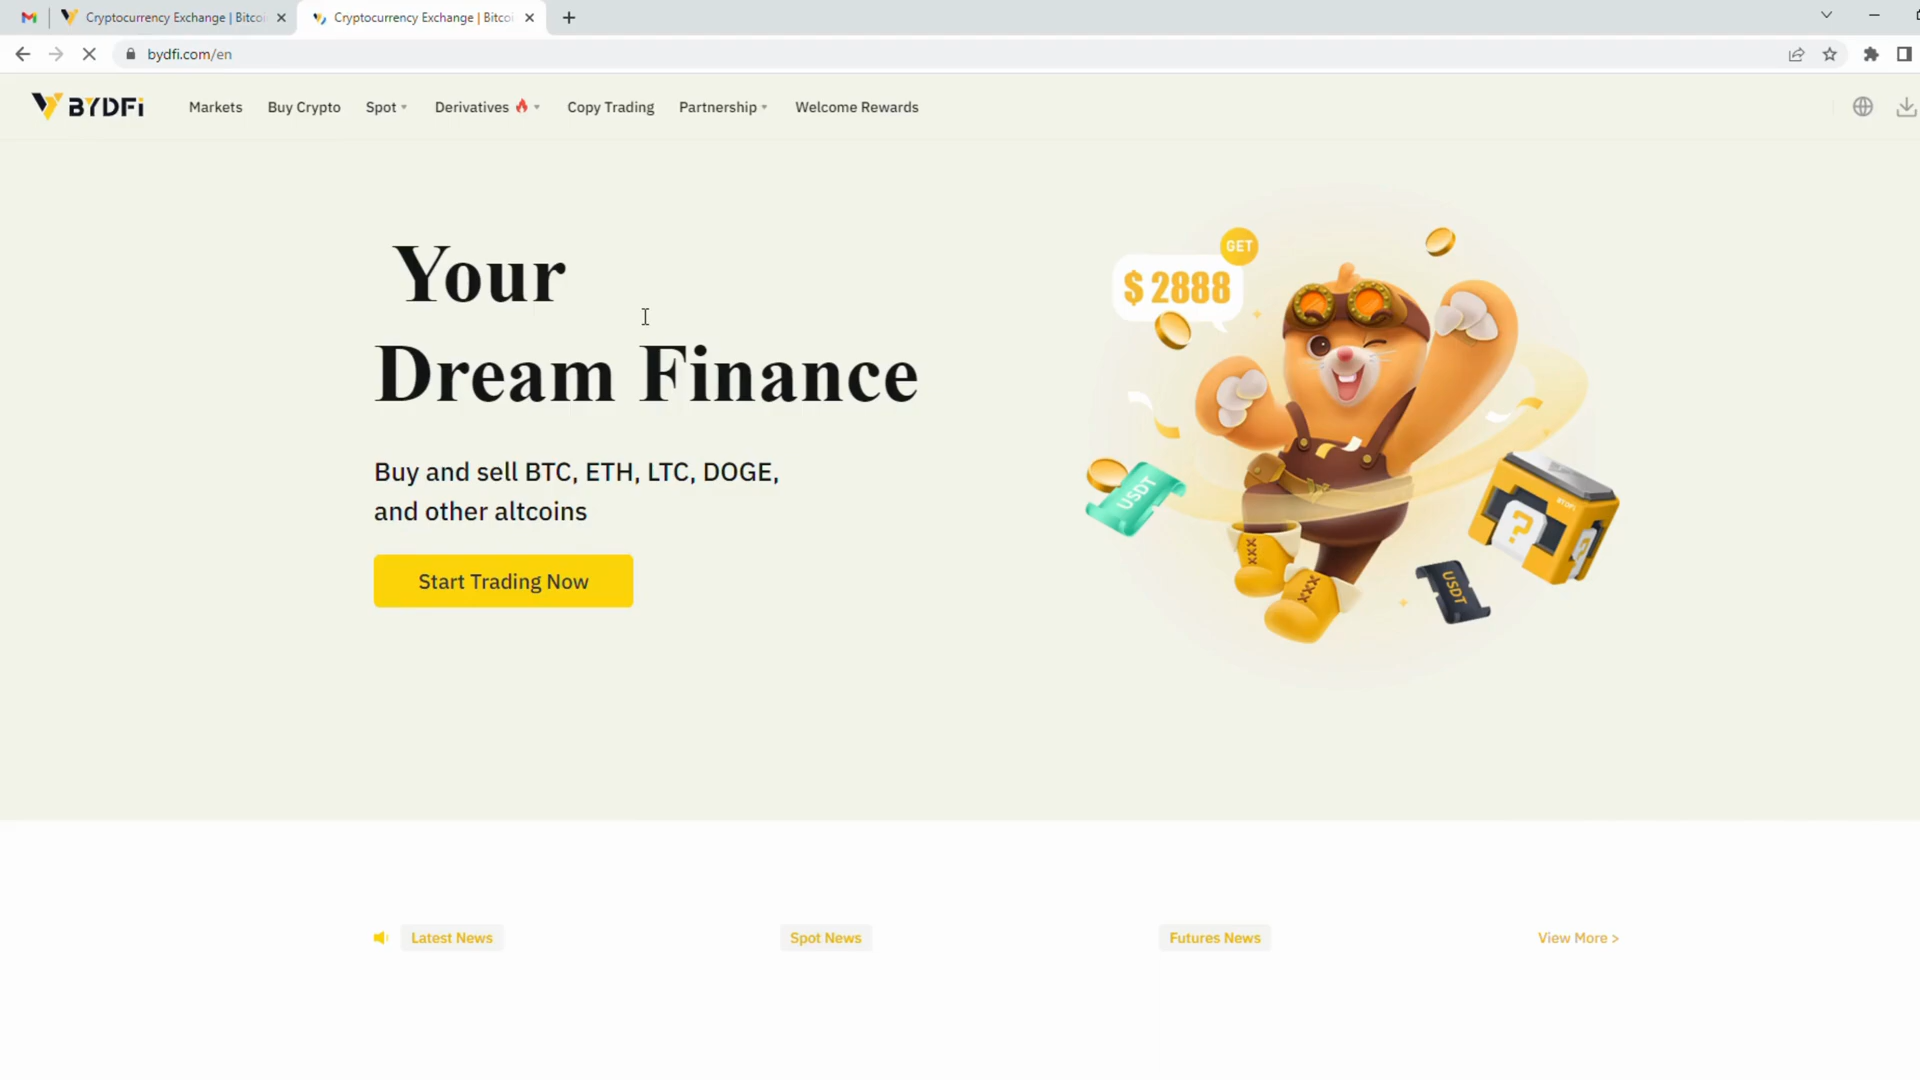 Cryptocurrency Exchange | Bitcoi
Cryptocurrency Exchange | Bitcoi
bydfi.com/en
BYDFi
Markets
Buy Crypto
Spot
Derivatives
Copy Trading
Partnership
Welcome Rewards
Your
Dream Finance
Buy and sell BTC, ETH, LTC, DOGE,
and other altcoins
Start Trading Now
GET
$ 2888
USDT
BYDFi
?
USDT
Latest News
Spot News
Futures News
View More >